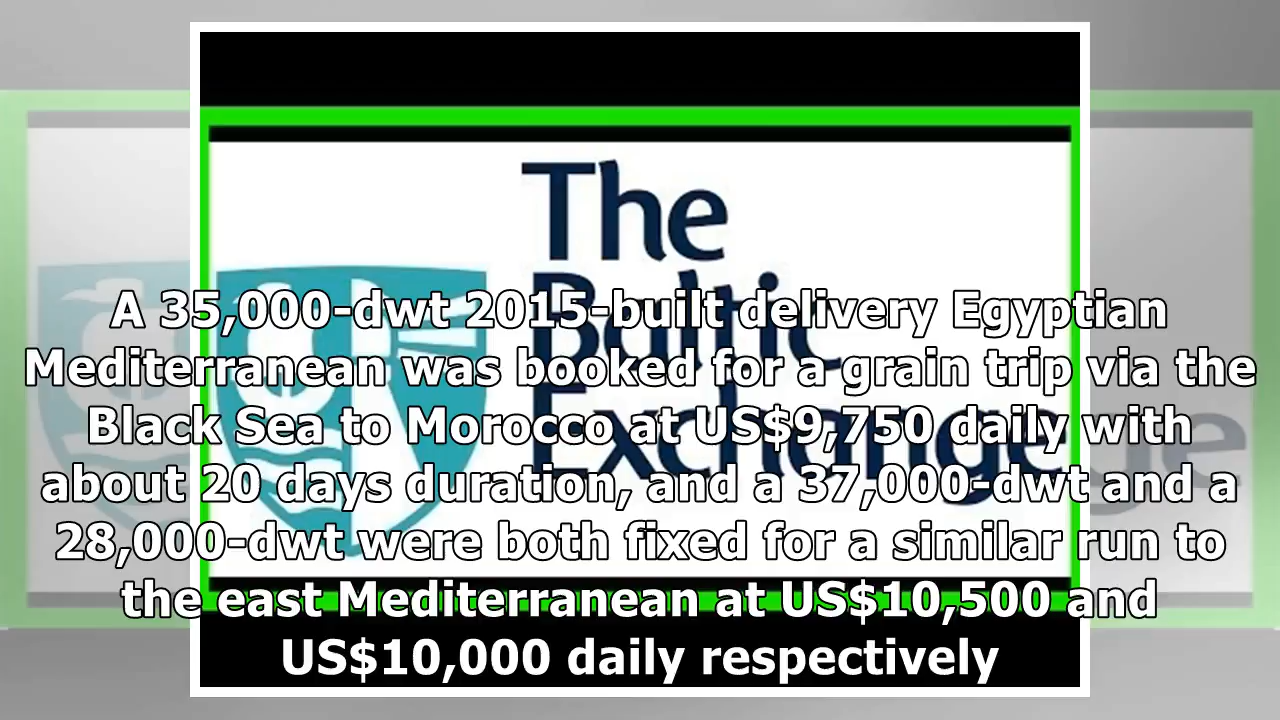 The
Baltic
Exchange
A 35,000-dwt 2015-built delivery Egyptian
Mediterranean was booked for a grain trip via the
Black Sea to Morocco at US$9,750 daily with
about 20 days duration, and a 37,000-dwt and a
28,000-dwt were both fixed for a similar run to
the east Mediterranean at US$10,500 and
US$10,000 daily respectively